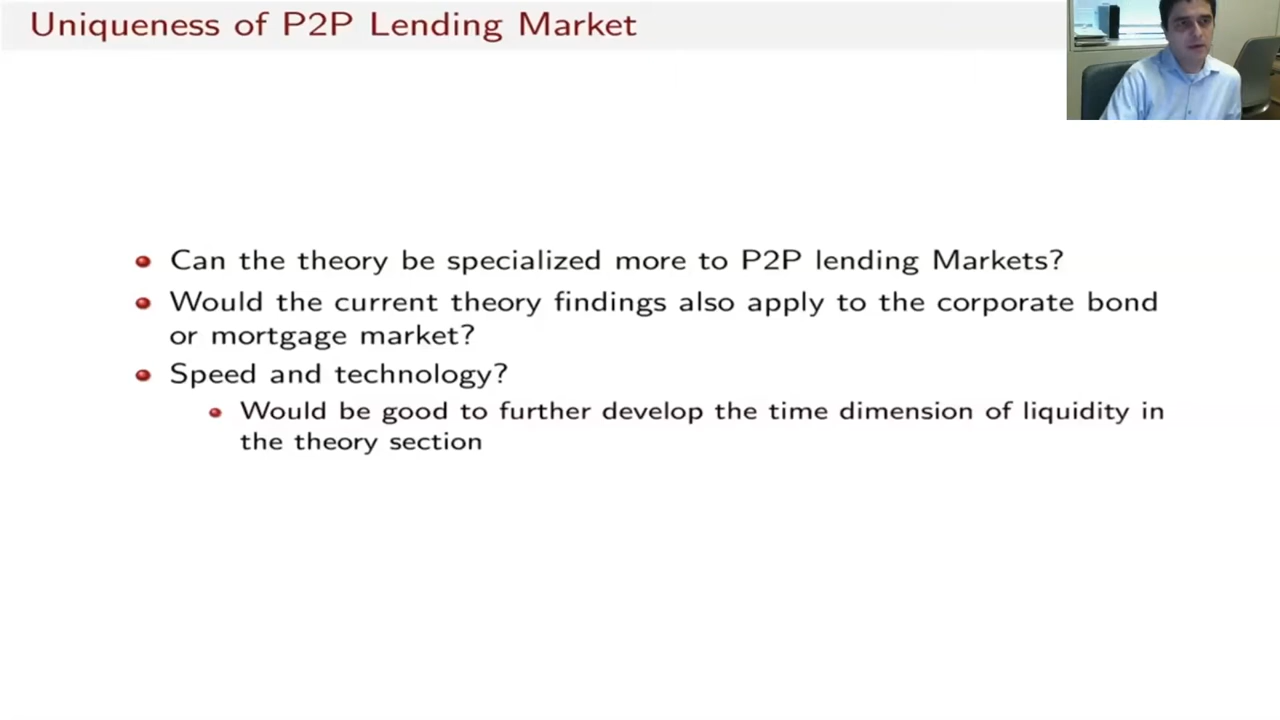 Uniqueness of P2P Lending Market
Can the theory be specialized more to P2P lending Markets?
Would the current theory findings also apply to the corporate bond
or mortgage market?
Speed and technology?
Would be good to further develop the time dimension of liquidity in
the theory section